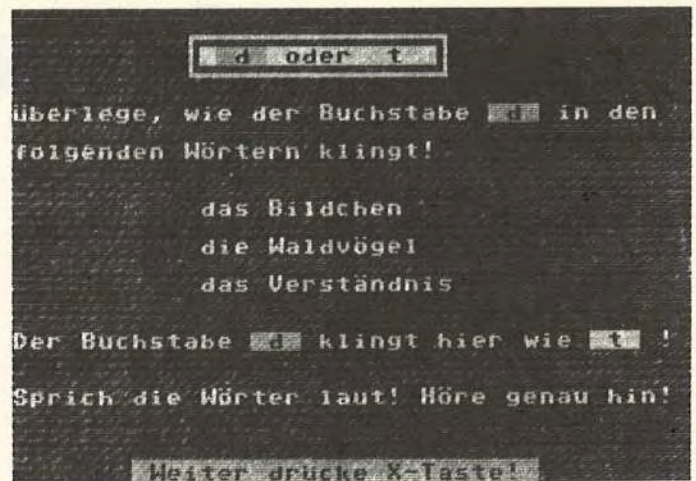 d oder t
überlege, wie der Buchstabe d in den
folgenden Wörtern klingt!
das Bildchen
die Waldvögel
das Verständnis
Der Buchstabe d klingt hier wie t !
Sprich die Wörter laut! Höre genau hin!
Weiter drücke X-Taste!